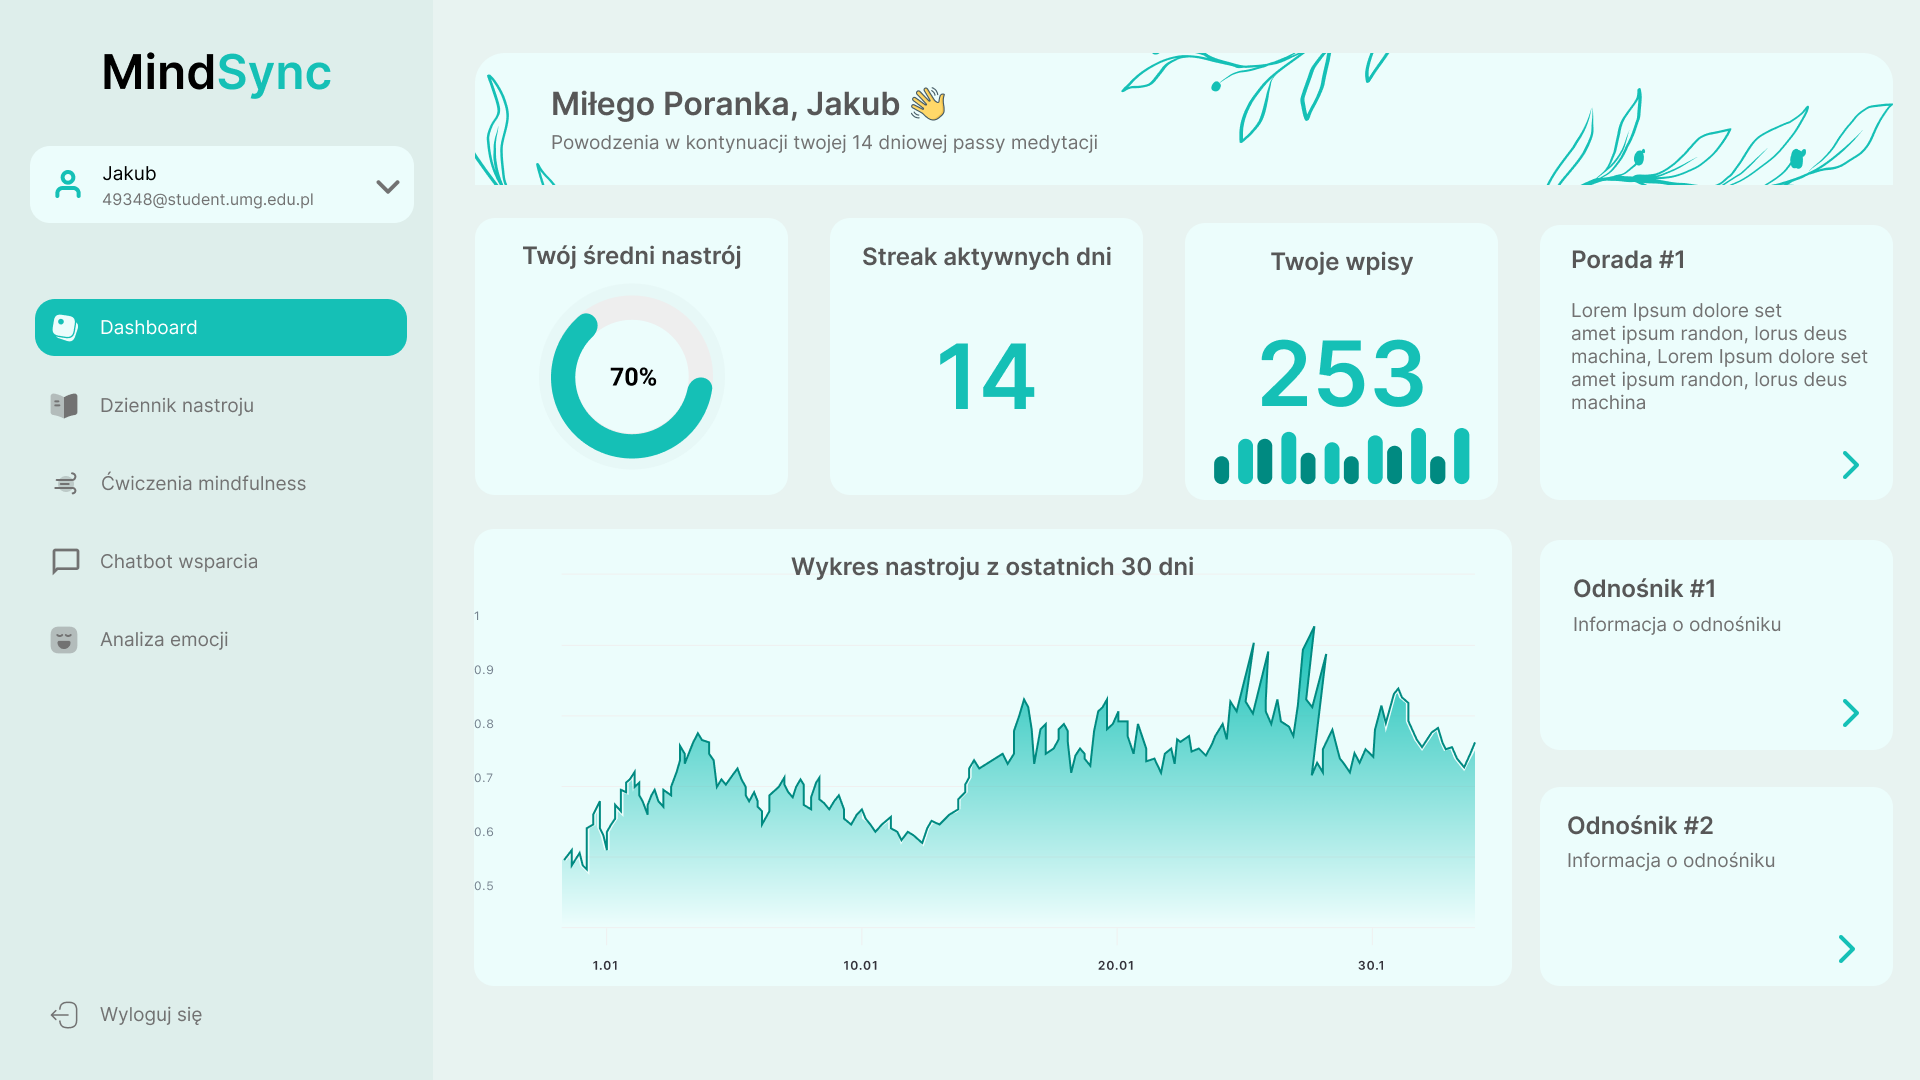 MindSync
Jakub
49348@student.umg.edu.pl
Dashboard
Dziennik nastroju
Ćwiczenia mindfulness
Chatbot wsparcia
Analiza emocji
Wyloguj się
Miłego Poranka, Jakub 👋
Powodzenia w kontynuacji twojej 14 dniowej passy medytacji
Twój średni nastrój
70%
Streak aktywnych dni
14
Twoje wpisy
253
Porada #1
Lorem Ipsum dolore set
amet ipsum randon, lorus deus
machina, Lorem Ipsum dolore set
amet ipsum randon, lorus deus
machina
Wykres nastroju z ostatnich 30 dni
1
0.9
0.8
0.7
0.6
0.5
1.01
10.01
20.01
30.1
Odnośnik #1
Informacja o odnośniku
Odnośnik #2
Informacja o odnośniku